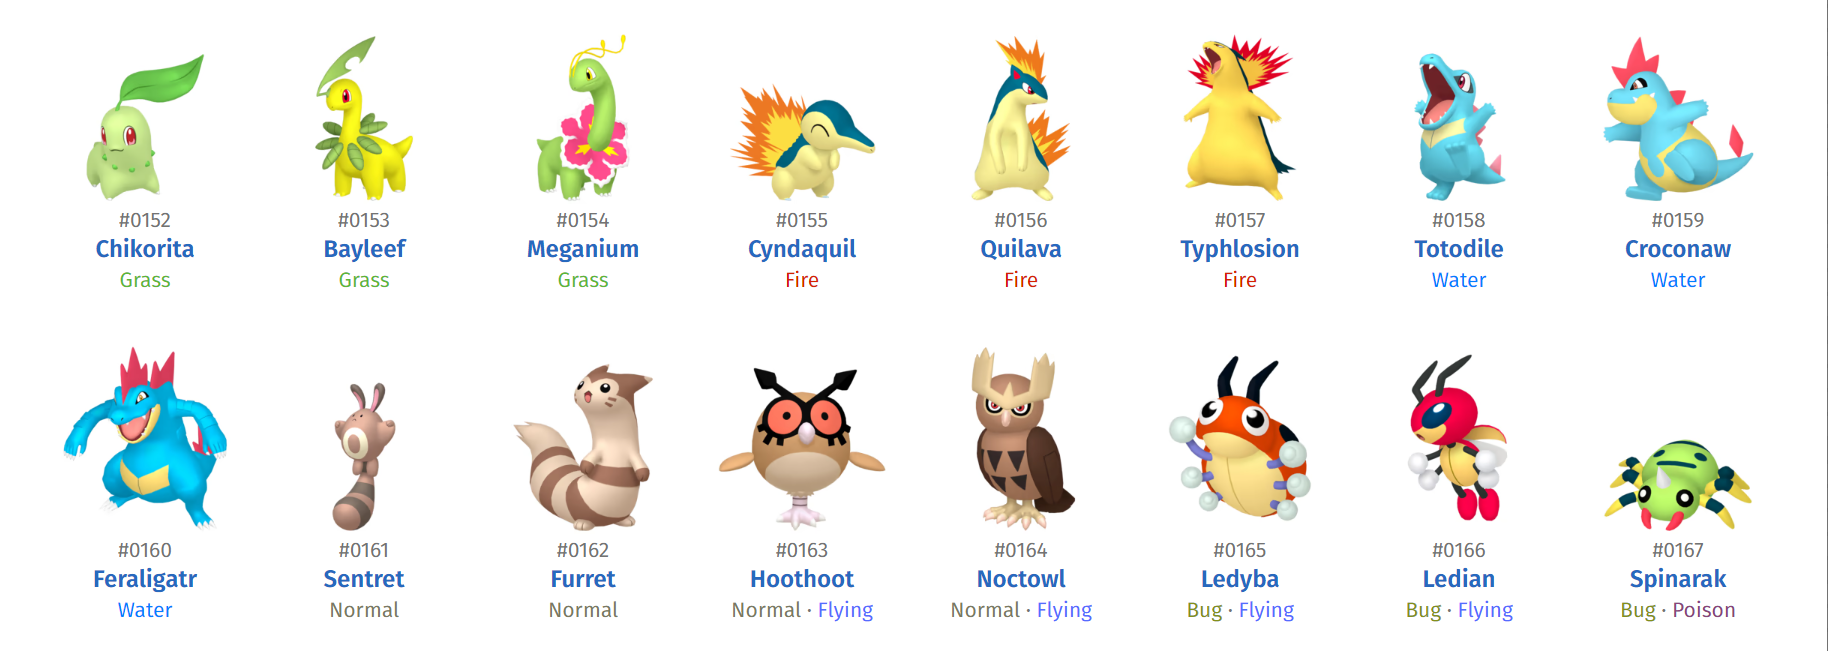 #0152
Chikorita
Grass
#0153
Bayleef
Grass
#0154
Meganium
Grass
#0155
Cyndaquil
Fire
#0156
Quilava
Fire
#0157
Typhlosion
Fire
#0158
Totodile
Water
#0159
Croconaw
Water
#0160
Feraligatr
Water
#0161
Sentret
Normal
#0162
Furret
Normal
#0163
Hoothoot
Normal · Flying
#0164
Noctowl
Normal · Flying
#0165
Ledyba
Bug · Flying
#0166
Ledian
Bug · Flying
#0167
Spinarak
Bug · Poison